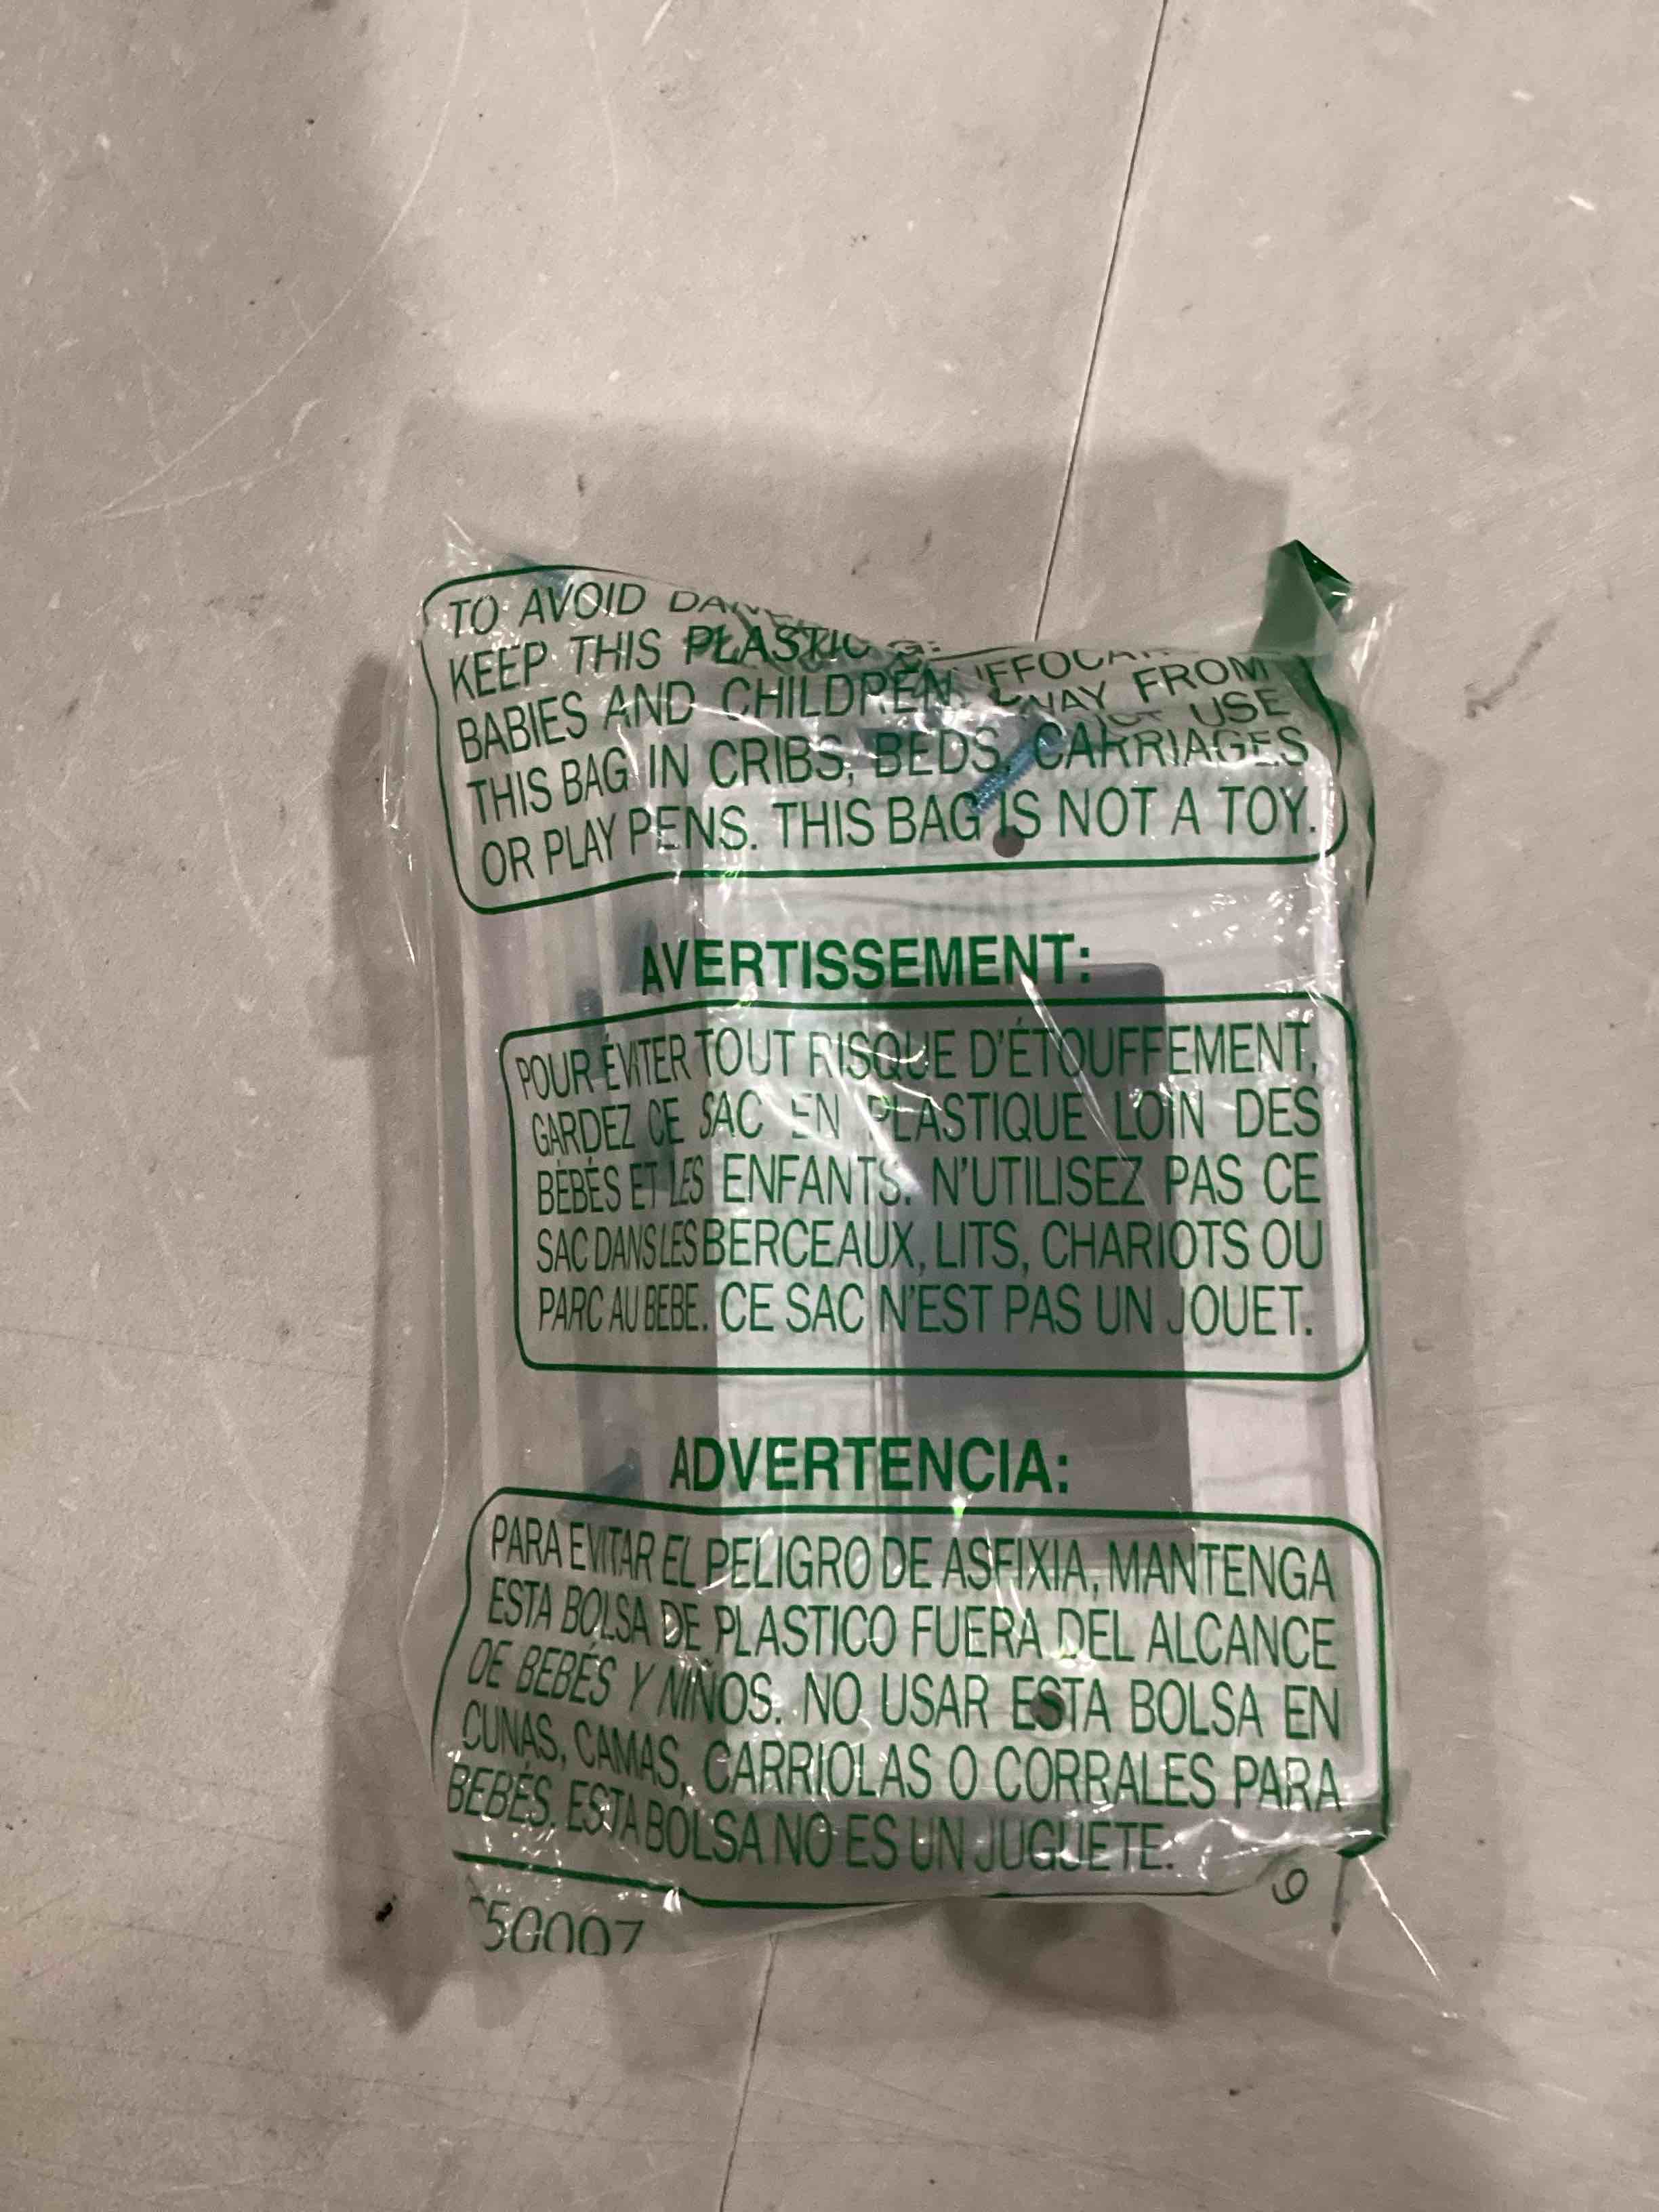 TO AVOID
KEEP THIS PLASTIC FROM
BABIES AND CHILDREN. USE
THIS BAG IN CRIBS, BEDS, CARRIAGES
OR PLAY PENS. THIS BAG IS NOT A TOY.
AVERTISSEMENT:
POUR ÉVITER TOUT RISQUE D'ÉTOUFFEMENT,
GARDEZ CE SAC EN PLASTIQUE LOIN DES
BÉBÉS ET LES ENFANTS. N'UTILISEZ PAS CE
SAC DANS LES BERCEAUX, LITS, CHARIOTS OU
PARC AU BEBE. CE SAC N'EST PAS UN JOUET.
ADVERTENCIA:
PARA EVITAR EL PELIGRO DE ASFIXIA, MANTENGA
ESTA BOLSA DE PLASTICO FUERA DEL ALCANCE
DE BEBÉS Y NIÑOS. NO USAR ESTA BOLSA EN
CUNAS, CAMAS, CARRIOLAS O CORRALES PARA
BEBÉS. ESTA BOLSA NO ES UN JUGUETE.
50007